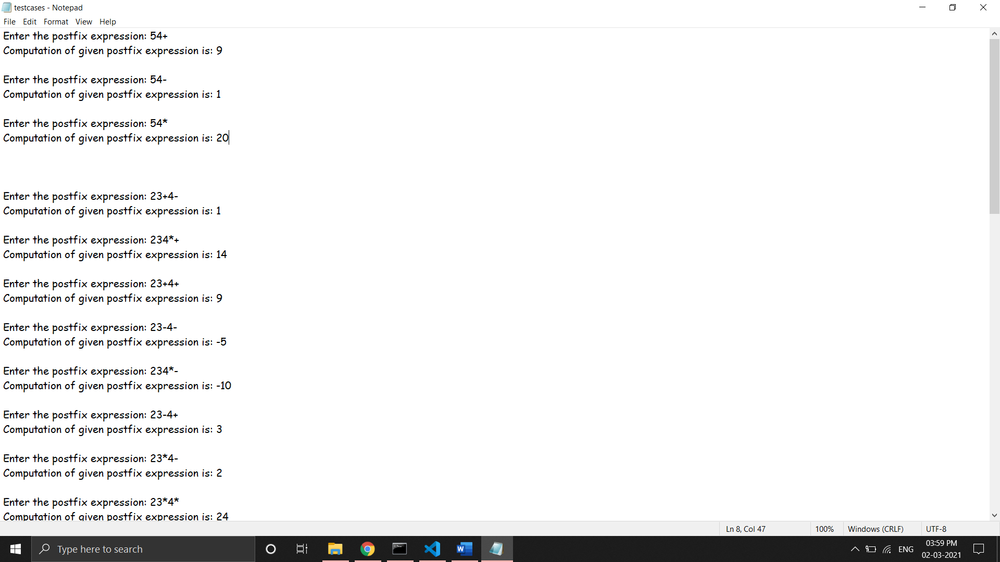 testcases - Notepad
File Edit Format View Help
Enter the postfix expression: 54+
Computation of given postfix expression is: 9
Enter the postfix expression: 54-
Computation of given postfix expression is: 1
Enter the postfix expression: 54*
Computation of given postfix expression is: 20
Enter the postfix expression: 23+4-
Computation of given postfix expression is: 1
Enter the postfix expression: 234*+
Computation of given postfix expression is: 14
Enter the postfix expression: 23+4+
Computation of given postfix expression is: 9
Enter the postfix expression: 23-4-
Computation of given postfix expression is: -5
Enter the postfix expression: 234*-
Computation of given postfix expression is: -10
Enter the postfix expression: 23-4+
Computation of given postfix expression is: 3
Enter the postfix expression: 23*4-
Computation of given postfix expression is: 2
Enter the postfix expression: 23*4*
Computation of given postfix expression is: 24
Ln 8, Col 47 100% Windows (CRLF) UTF-8
Type here to search
ENG
03:59 PM
02-03-2021